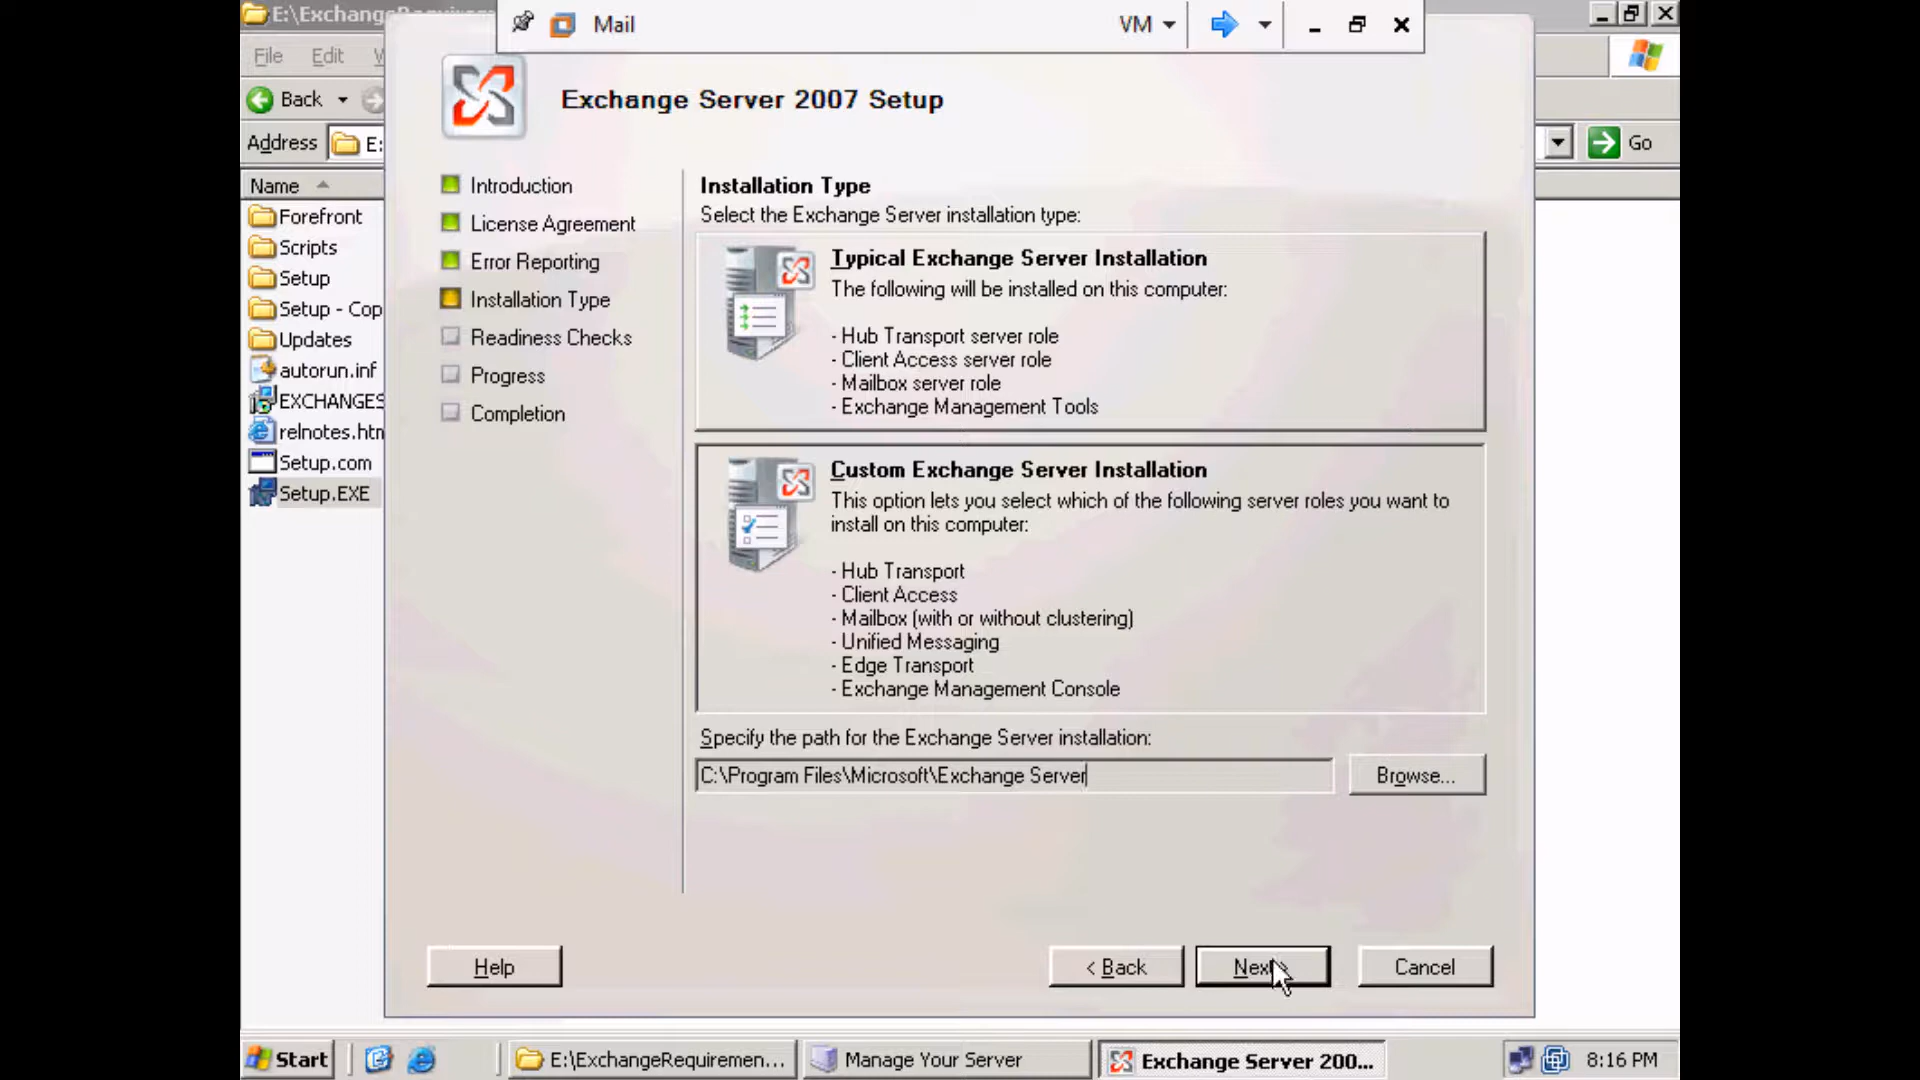 E:\ExchangeRequirem
Mail
VM
File
Edit
Back
Address
E:
Go
Name
Forefront
Scripts
Setup
Setup - Cop
Updates
autorun.inf
EXCHANGES
relnotes.htm
Setup.com
Setup.EXE
Exchange Server 2007 Setup
Introduction
License Agreement
Error Reporting
Installation Type
Readiness Checks
Progress
Completion
Installation Type
Select the Exchange Server installation type:
Typical Exchange Server Installation
The following will be installed on this computer:
- Hub Transport server role
- Client Access server role
- Mailbox server role
- Exchange Management Tools
Custom Exchange Server Installation
This option lets you select which of the following server roles you want to
install on this computer:
- Hub Transport
- Client Access
- Mailbox (with or without clustering)
- Unified Messaging
- Edge Transport
- Exchange Management Console
Specify the path for the Exchange Server installation:
C:\Program Files\Microsoft\Exchange Server
Browse...
Help
< Back
Next >
Cancel
Start
E:\ExchangeRequiremen...
Manage Your Server
Exchange Server 200...
8:16 PM